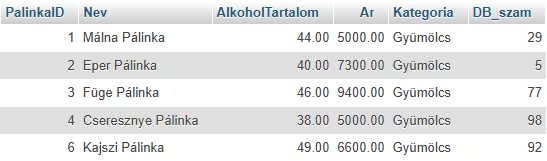 PalinkaID Nev AlkoholTartalom Ar Kategoria DB_szam
1 Málna Pálinka 44.00 5000.00 Gyümölcs 29
2 Eper Pálinka 40.00 7300.00 Gyümölcs 5
3 Füge Pálinka 46.00 9400.00 Gyümölcs 77
4 Cseresznye Pálinka 38.00 5000.00 Gyümölcs 98
6 Kajszi Pálinka 49.00 6600.00 Gyümölcs 92